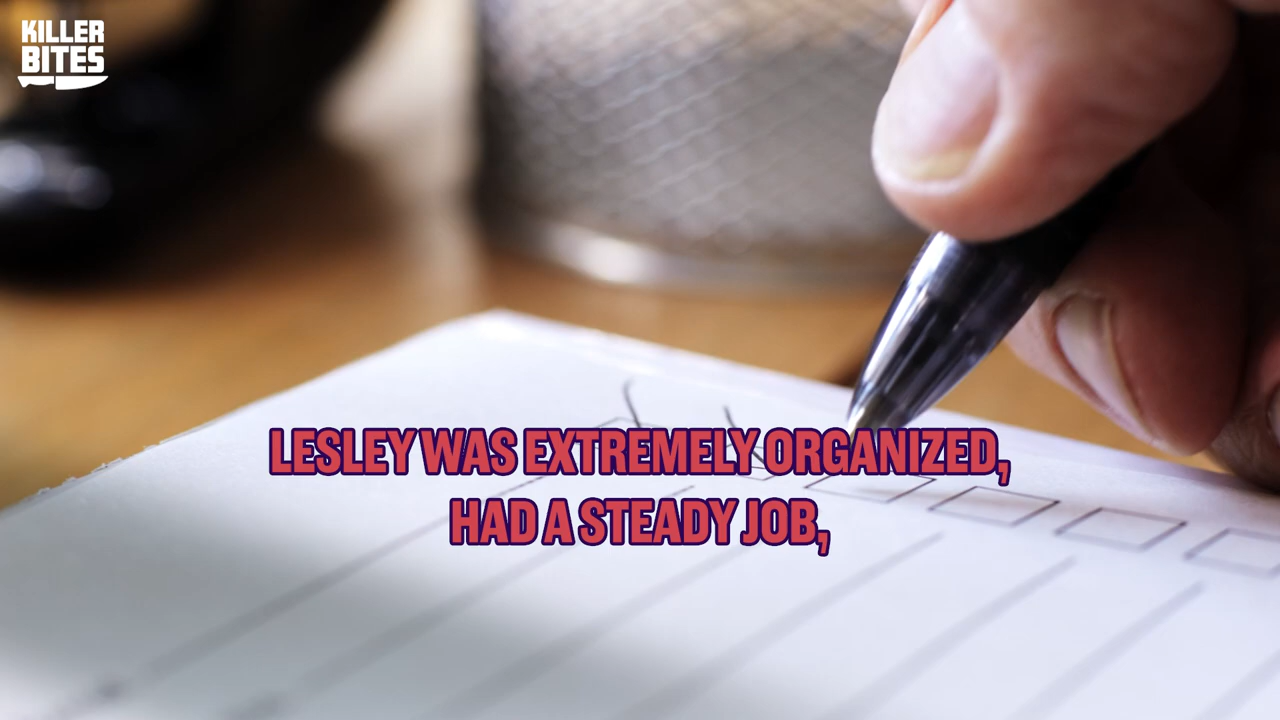 KILLER
BITES
LESLEY WAS EXTREMELY ORGANIZED,
HAD A STEADY JOB,